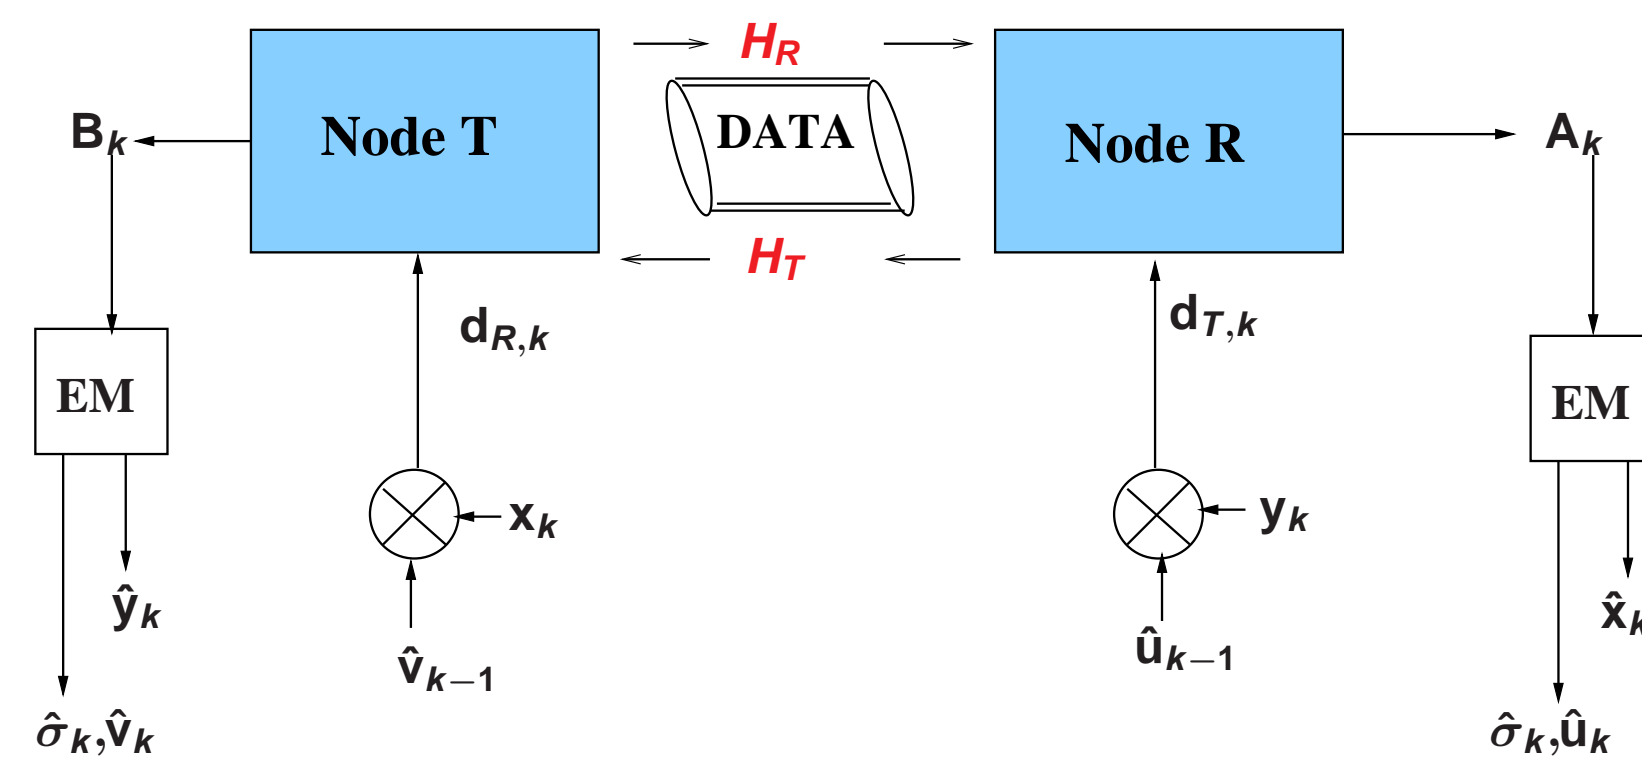 H_R
Node T
DATA
Node R
B_k
A_k
H_T
d_{R,k}
d_{T,k}
EM
EM
x_k
y_k
ŷ_k
x̂_k
v̂_{k−1}
û_{k−1}
σ̂_k,v̂_k
σ̂_k,û_k